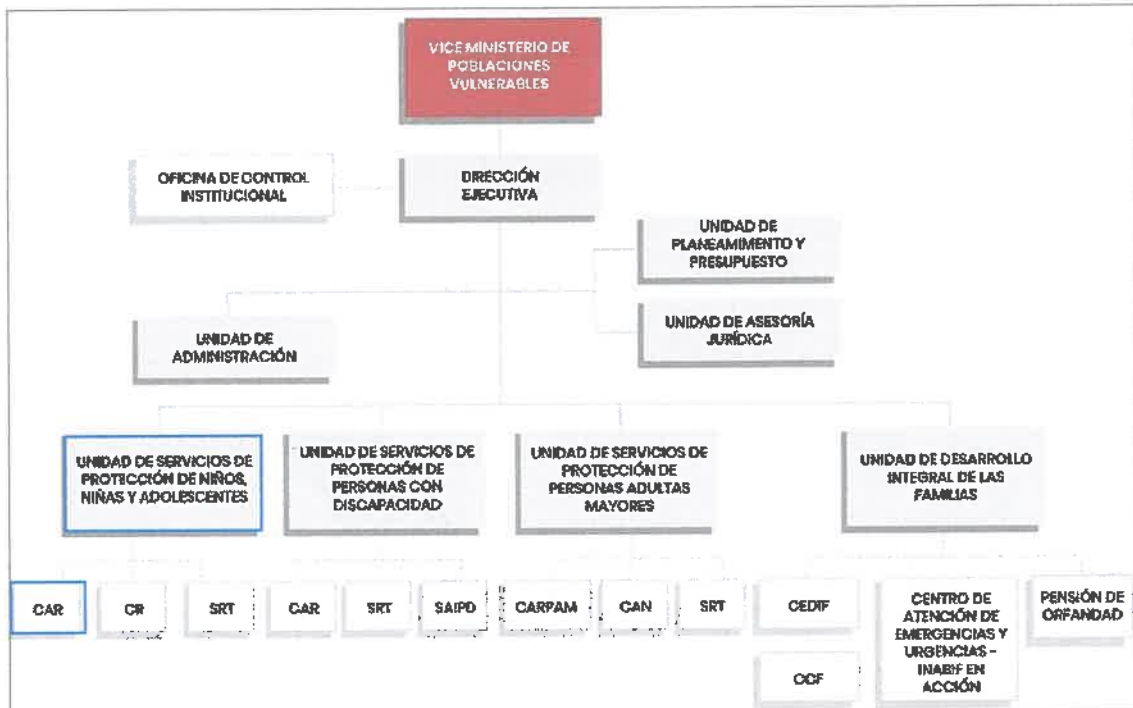 VICE MINISTERIO DE
POBLACIONES
VULNERABLES
OFICINA DE CONTROL
INSTITUCIONAL
DIRECCIÓN
EJECUTIVA
UNIDAD DE
PLANEAMIMENTO Y
PRESUPUESTO
UNIDAD DE ASESORÍA
JURÍDICA
UNIDAD DE
ADMINISTRACIÓN
UNIDAD DE SERVICIOS DE
PROTECCIÓN DE NIÑOS,
NIÑAS Y ADOLESCENTES
UNIDAD DE SERVICIOS DE
PROTECCIÓN DE
PERSONAS CON
DISCAPACIDAD
UNIDAD DE SERVICIOS DE
PROTECCIÓN DE
PERSONAS ADULTAS
MAYORES
UNIDAD DE DESARROLLO
INTEGRAL DE LAS
FAMILIAS
CAR
CR
SRT
CAR
SRT
SAIPD
CARPAM
CAN
SRT
CEDIF
CENTRO DE
ATENCIÓN DE
EMERGENCIAS Y
URGENCIAS -
INABIF EN
ACCIÓN
PENSIÓN DE
ORFANDAD